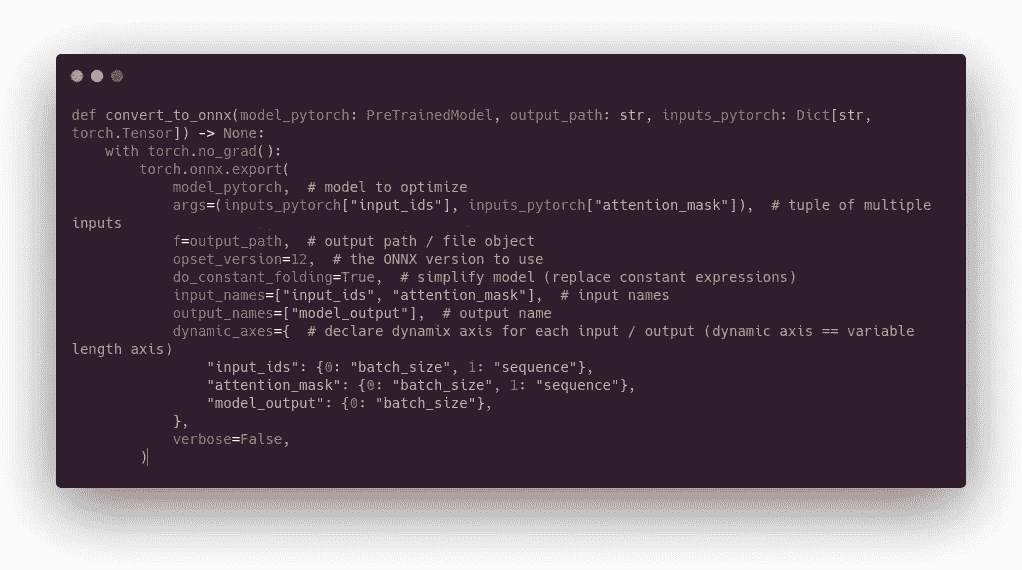 def convert_to_onnx(model_pytorch: PreTrainedModel, output_path: str, inputs_pytorch: Dict[str,
torch.Tensor]) -> None:
    with torch.no_grad():
        torch.onnx.export(
            model_pytorch,  # model to optimize
            args=(inputs_pytorch["input_ids"], inputs_pytorch["attention_mask"]),  # tuple of multiple
inputs
            f=output_path,  # output path / file object
            opset_version=12,  # the ONNX version to use
            do_constant_folding=True,  # simplify model (replace constant expressions)
            input_names=["input_ids", "attention_mask"],  # input names
            output_names=["model_output"],  # output name
            dynamic_axes={  # declare dynamix axis for each input / output (dynamic axis == variable
length axis)
                "input_ids": {0: "batch_size", 1: "sequence"},
                "attention_mask": {0: "batch_size", 1: "sequence"},
                "model_output": {0: "batch_size"},
            },
            verbose=False,
        )